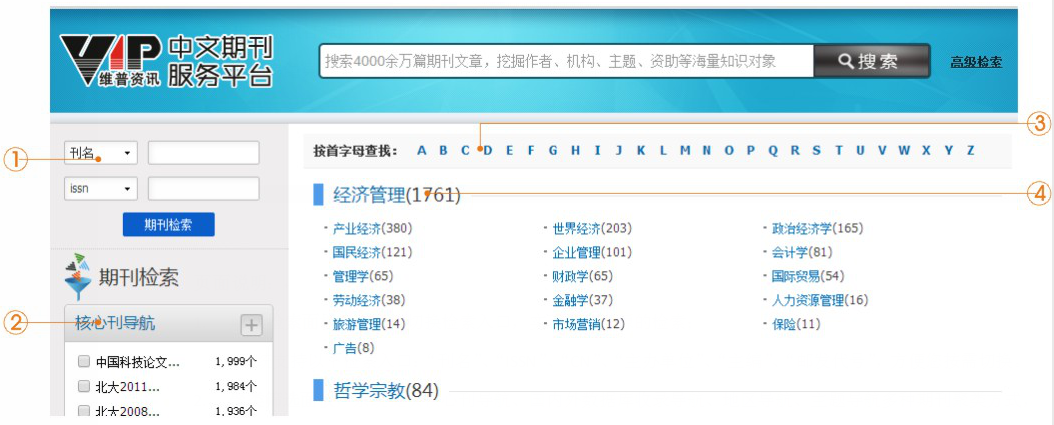 VIP 中文期刊
维普资讯 服务平台
搜索4000余万篇期刊文章，挖掘作者、机构、主题、资助等海量知识对象
搜索
高级检索
① 刊名
issn
期刊检索
期刊检索
② 核心刊导航
中国科技论文... 1,999个
北大2011... 1,984个
北大2008... 1,936个
③
按首字母查找： A B C D E F G H I J K L M N O P Q R S T U V W X Y Z
经济管理(1761) ④
· 产业经济(380) · 世界经济(203) · 政治经济学(165)
· 国民经济(121) · 企业管理(101) · 会计学(81)
· 管理学(65) · 财政学(65) · 国际贸易(54)
· 劳动经济(38) · 金融学(37) · 人力资源管理(16)
· 旅游管理(14) · 市场营销(12) · 保险(11)
· 广告(8)
哲学宗教(84)